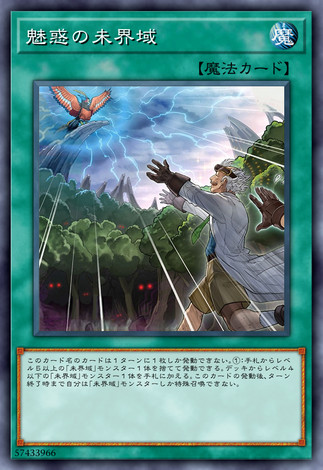 魅惑の未界域
魔
【魔法カード】
このカード名のカードは1ターンに1枚しか発動できない。①：手札からレベ
ル5以上の「未界域」モンスター1体を捨てて発動できる。デッキからレベル4
以下の「未界域」モンスター1体を手札に加える。このカードの発動後、ターン
終了時まで自分は「未界域」モンスターしか特殊召喚できない。
57433966